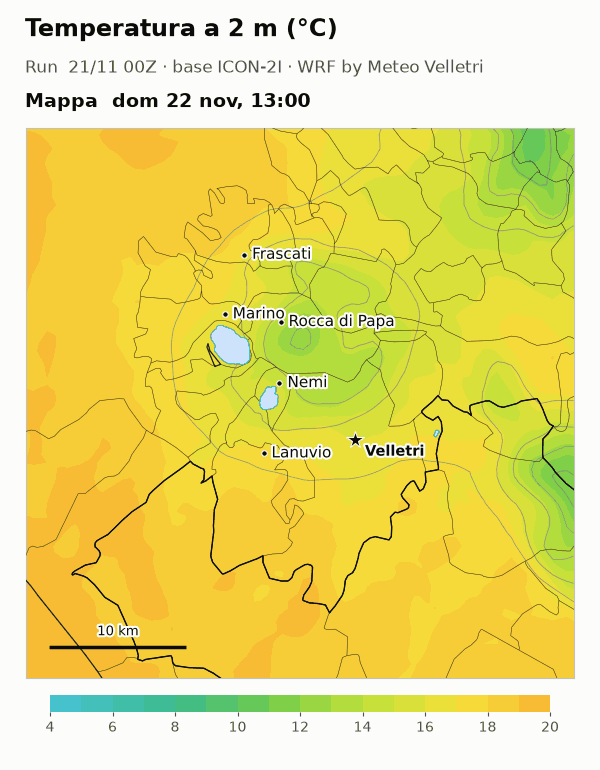 Temperatura a 2 m (°C)
Run 21/11 00Z · base ICON-2I · WRF by Meteo Velletri
Mappa dom 22 nov, 13:00
Frascati
Marino
Rocca di Papa
Nemi
Velletri
Lanuvio
10 km
4 6 8 10 12 14 16 18 20